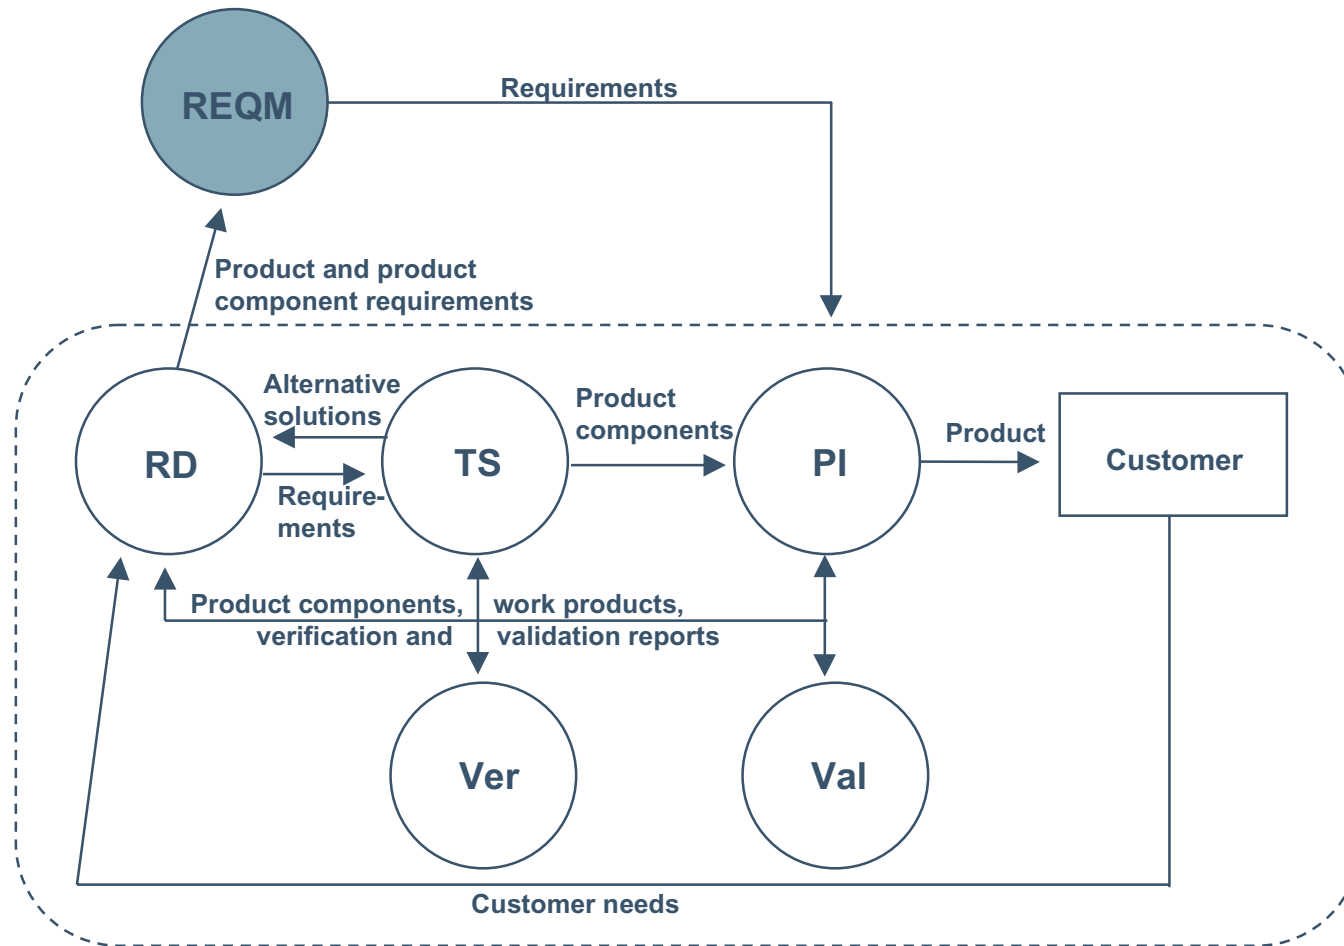 REQM
Requirements
Product and product
component requirements
Alternative
solutions
Product
components
Product
RD
TS
PI
Customer
Require-
ments
Product components, work products,
verification and validation reports
Ver
Val
Customer needs